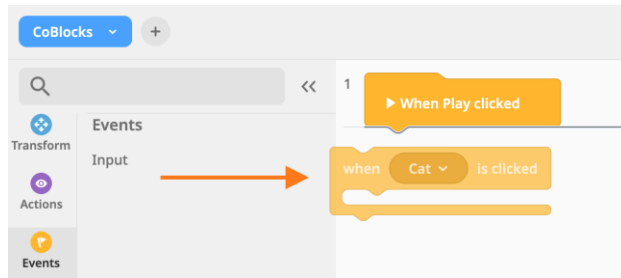 CoBlocks
+
1
When Play clicked
Transform
Events
Input
when Cat is clicked
Actions
Events